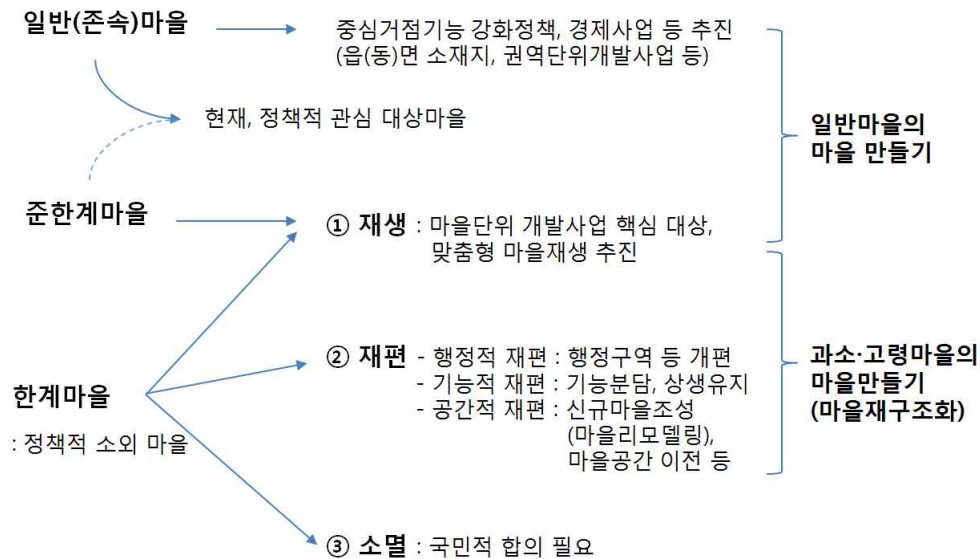 일반(존속)마을
중심거점기능 강화정책, 경제사업 등 추진
(읍(동)면 소재지, 권역단위개발사업 등)
현재, 정책적 관심 대상마을
일반마을의
마을 만들기
준한계마을
① 재생 : 마을단위 개발사업 핵심 대상,
맞춤형 마을재생 추진
② 재편 - 행정적 재편 : 행정구역 등 개편
- 기능적 재편 : 기능분담, 상생유지
- 공간적 재편 : 신규마을조성
(마을리모델링),
마을공간 이전 등
과소·고령마을의
마을만들기
(마을재구조화)
한계마을
: 정책적 소외 마을
③ 소멸 : 국민적 합의 필요